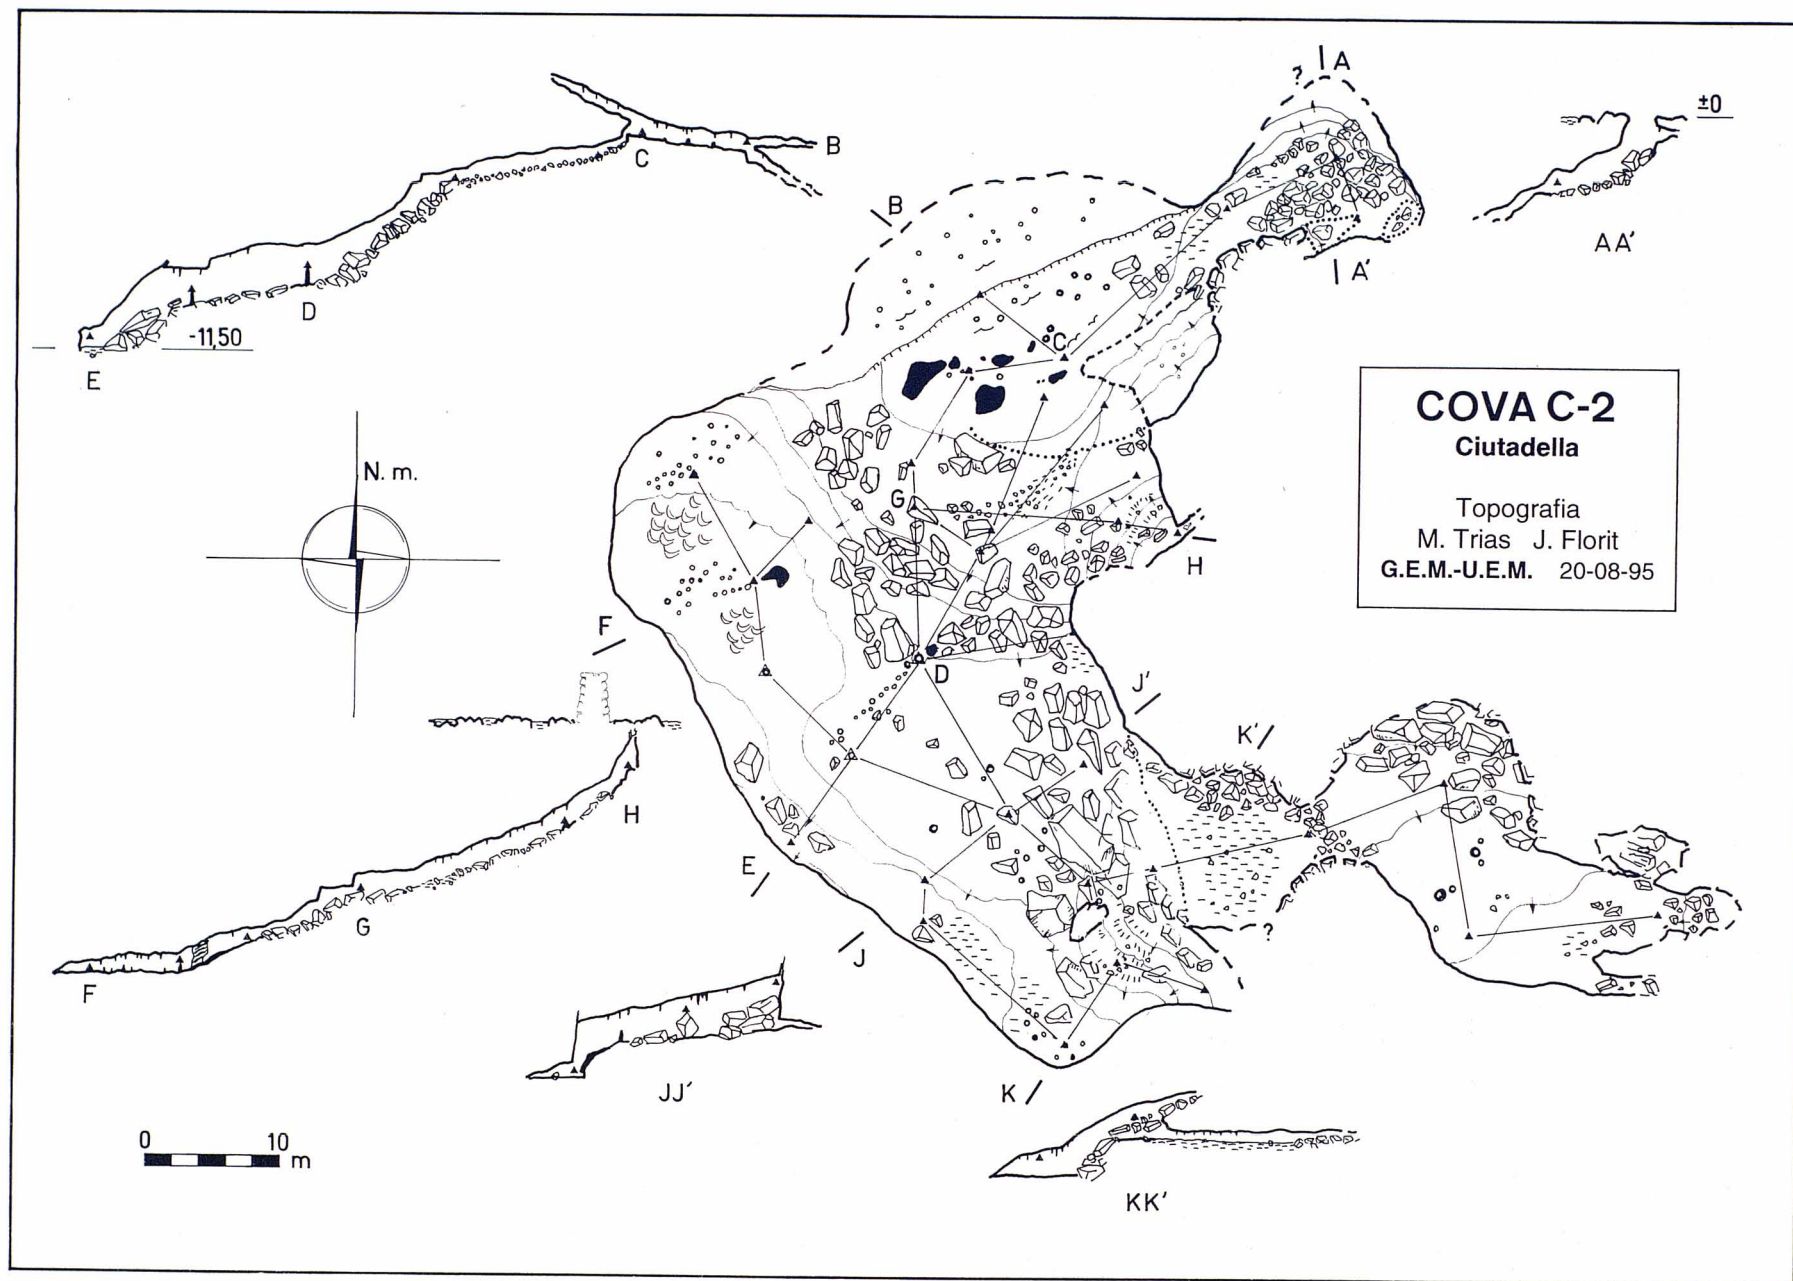 A
?
±0
B
C
B
AA'
A'
D
-11,50
E
C
COVA C-2
Ciutadella
Topografia
M. Trias J. Florit
G.E.M.-U.E.M. 20-08-95
N. m.
G
H
F
D
J'
K'
H
E
?
G
J
F
JJ'
K
KK'
0 10 m